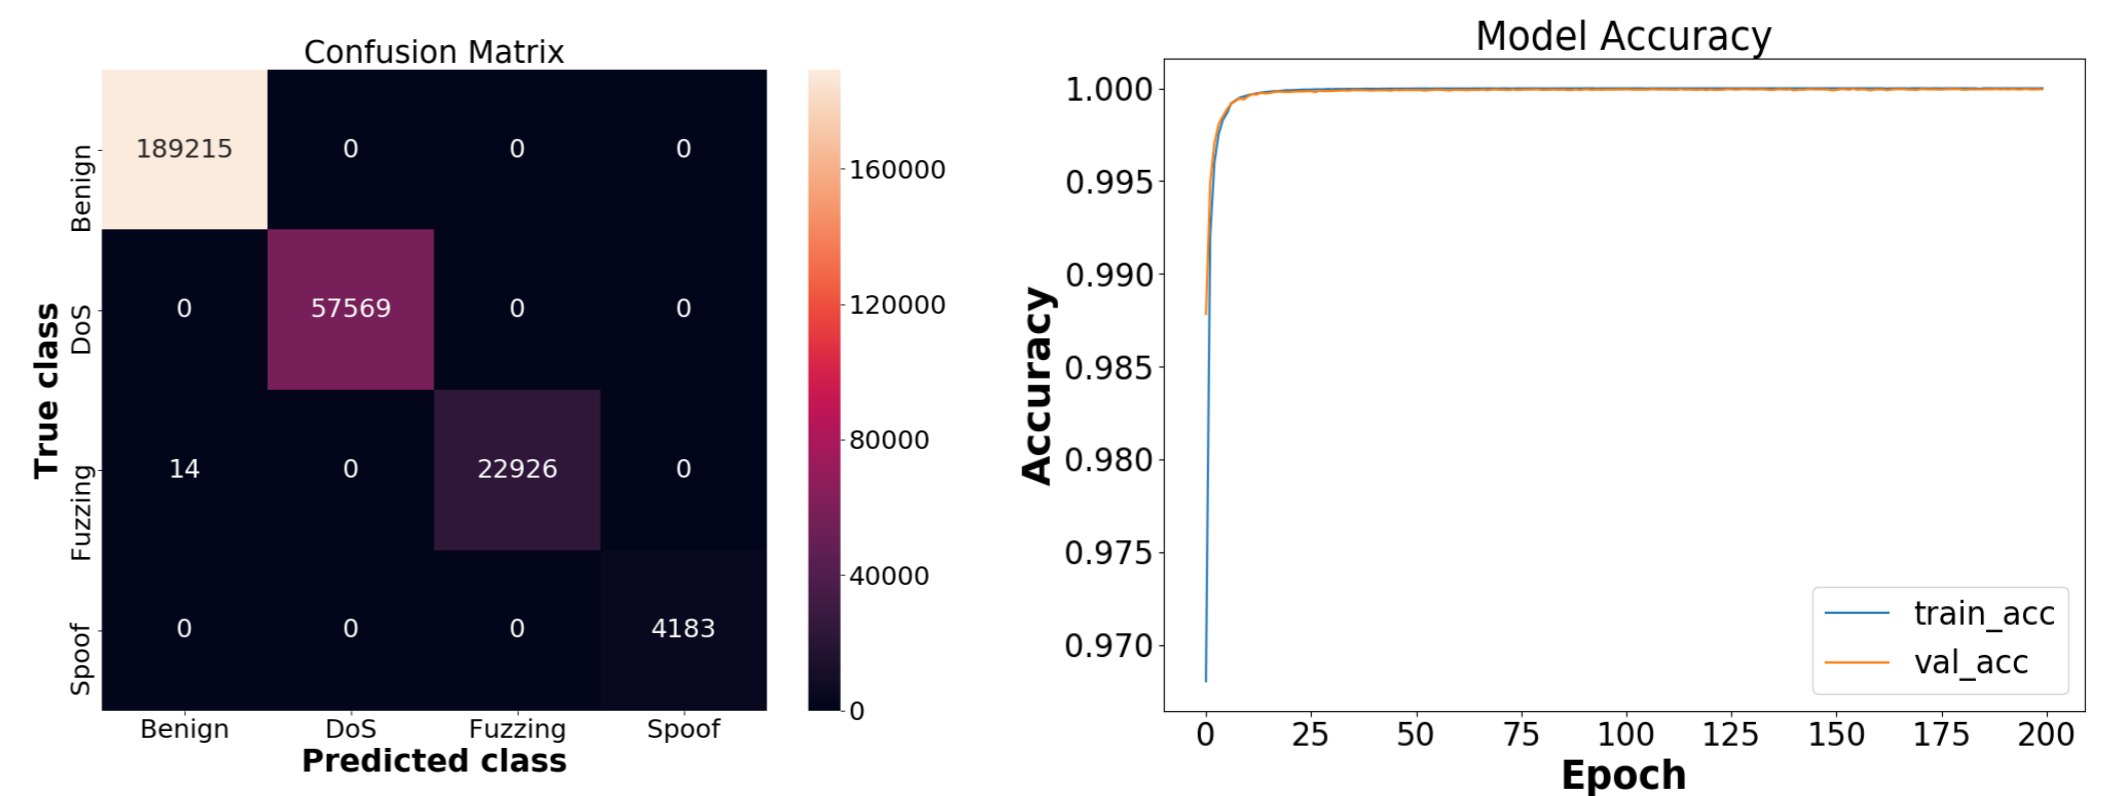 Confusion Matrix
True class
Benign
DoS
Fuzzing
Spoof
189215 0 0 0
0 57569 0 0
14 0 22926 0
0 0 0 4183
Benign DoS Fuzzing Spoof
Predicted class
160000
120000
80000
40000
0
Model Accuracy
Accuracy
1.000
0.995
0.990
0.985
0.980
0.975
0.970
train_acc
val_acc
0 25 50 75 100 125 150 175 200
Epoch